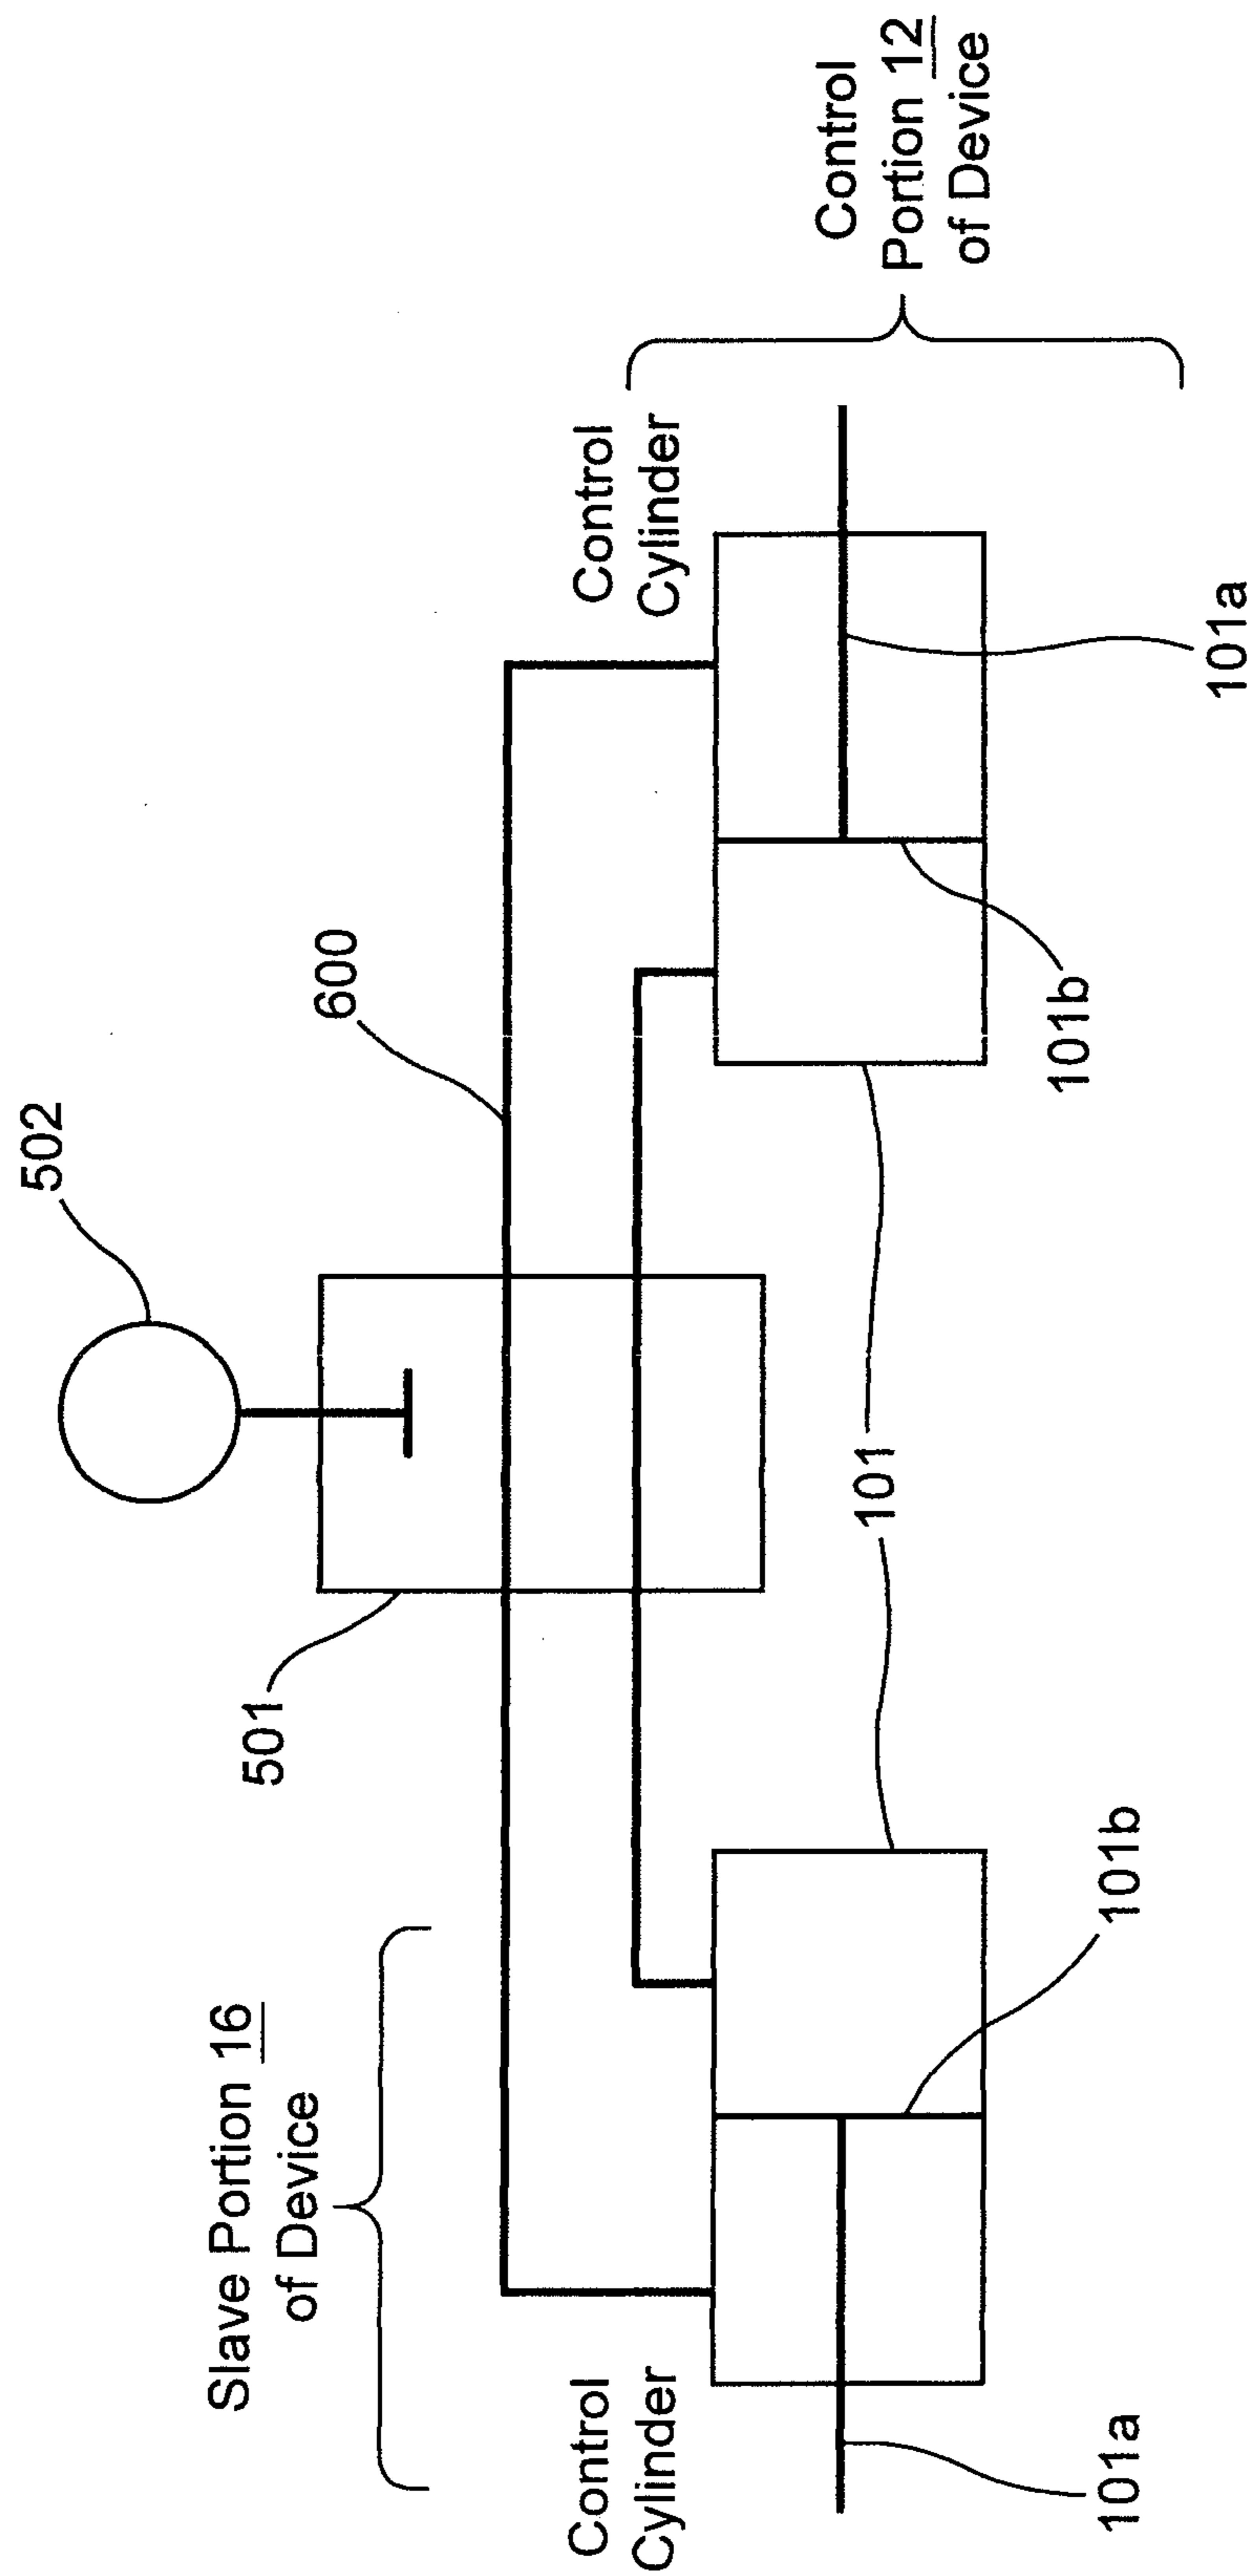 502
600
501
Slave Portion 16
of Device
Control
Cylinder
Control
Cylinder
Control
Portion 12
of Device
101
101b
101b
101a
101a